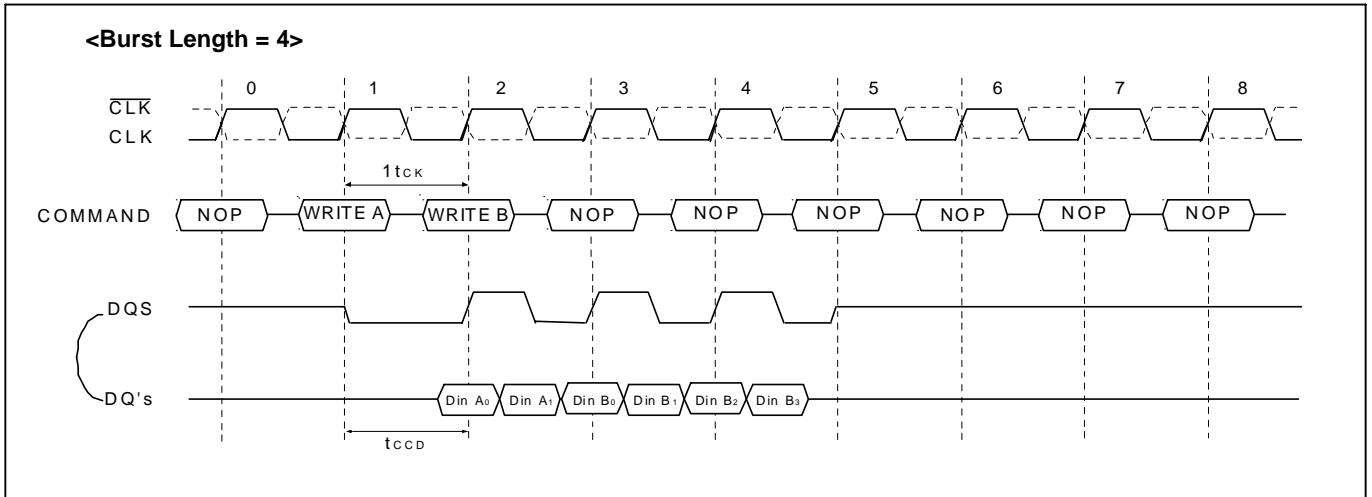 <Burst Length = 4>
0 1 2 3 4 5 6 7 8
CLK
CLK
1tCK
COMMAND NOP WRITE A WRITE B NOP NOP NOP NOP NOP NOP
DQS
DQ's Din A0 Din A1 Din B0 Din B1 Din B2 Din B3
tCCD